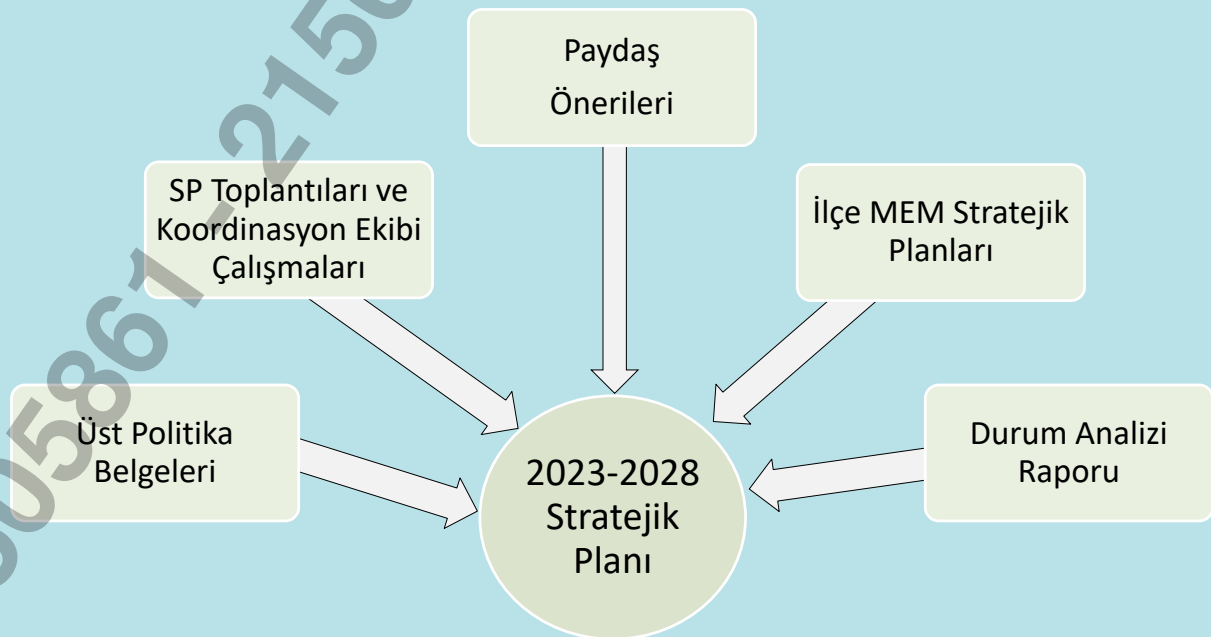 Paydaş
Önerileri
SP Toplantıları ve
Koordinasyon Ekibi
Çalışmaları
İlçe MEM Stratejik
Planları
Üst Politika
Belgeleri
Durum Analizi
Raporu
2023-2028
Stratejik
Planı